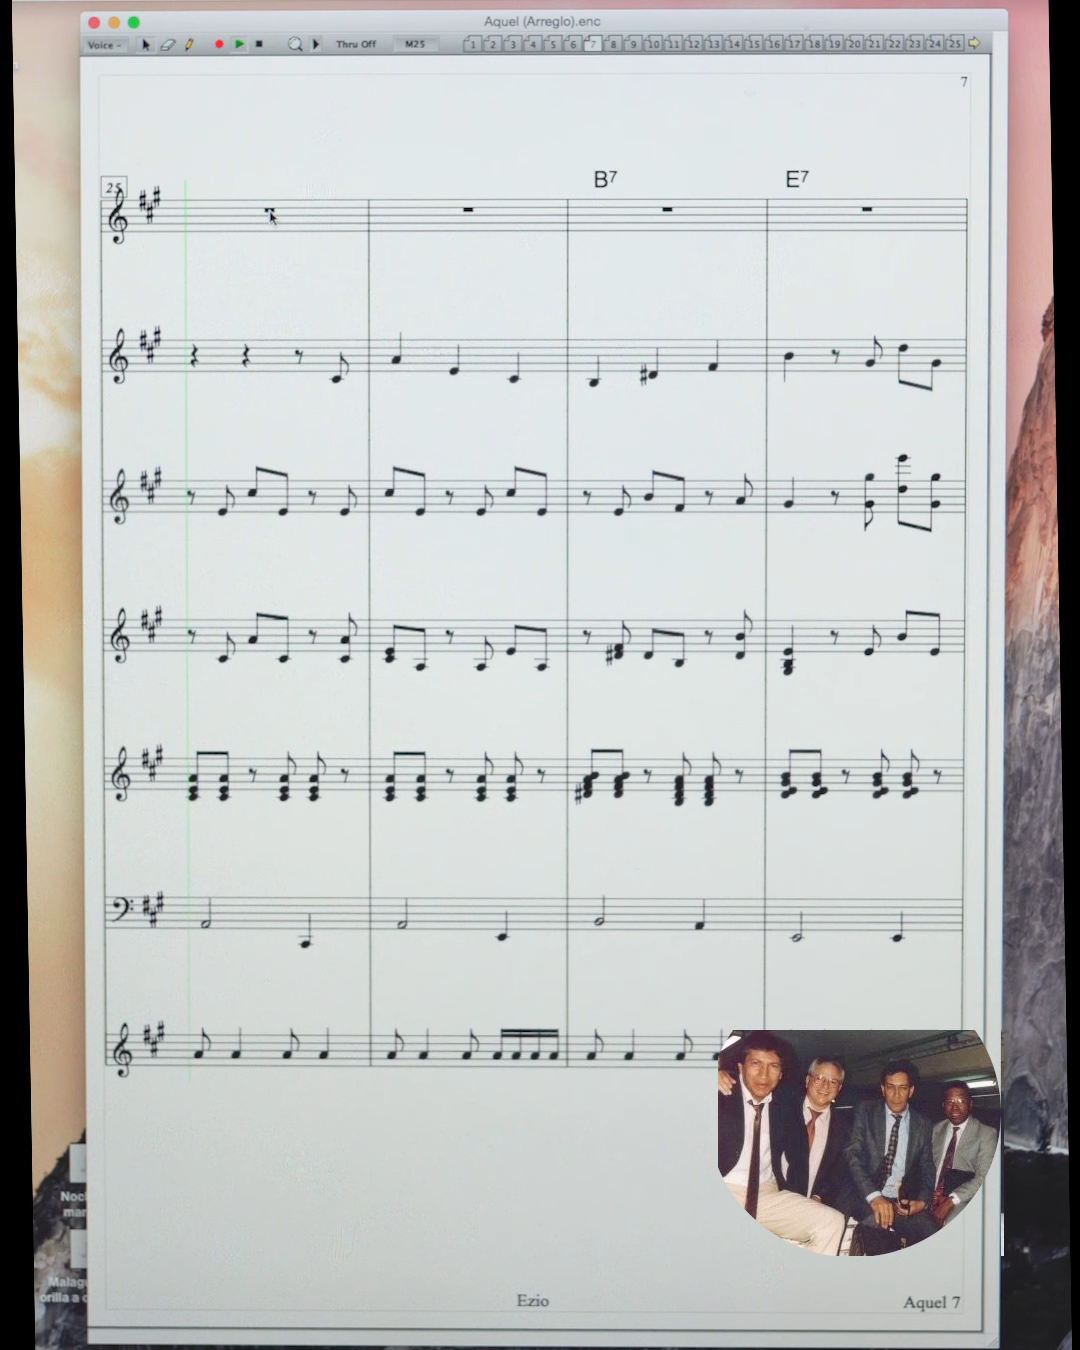 Aquel (Arreglo).enc
Voice
Thru Off
M25
1 2 3 4 5 6 7 8 9 10 11 12 13 14 15 16 17 18 19 20 21 22 23 24 25
7
25
B7
E7
Ezio
Aquel 7